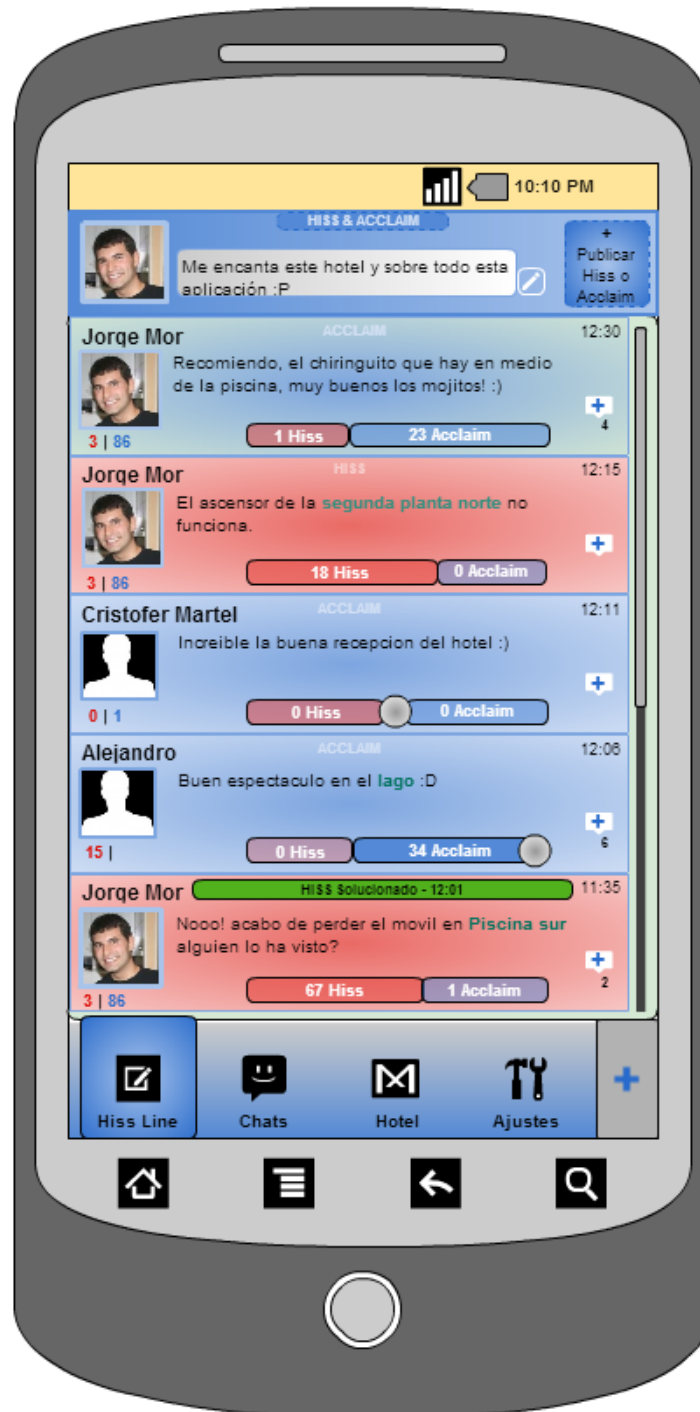 10:10 PM
HISS & ACCLAIM
Me encanta este hotel y sobre todo esta
aolicación :P
+
Publicar
Hiss o
Acclaim
Jorge Mor
ACCLAIM
12:30
Recomiendo, el chiringuito que hay en medio
de la piscina, muy buenos los mojitos! :)
+
4
3 | 86
1 Hiss
23 Acclaim
Jorge Mor
HISS
12:15
El ascensor de la segunda planta norte no
funciona.
+
3 | 86
18 Hiss
0 Acclaim
Cristofer Martel
ACCLAIM
12:11
Increible la buena recepcion del hotel :)
+
0 | 1
0 Hiss
0 Acclaim
Alejandro
ACCLAIM
12:06
Buen espectaculo en el lago :D
+
6
15 |
0 Hiss
34 Acclaim
Jorge Mor
HISS Solucionado - 12:01
11:35
Nooo! acabo de perder el movil en Piscina sur
alguien lo ha visto?
+
2
3 | 86
67 Hiss
1 Acclaim
Hiss Line
Chats
Hotel
Ajustes
+